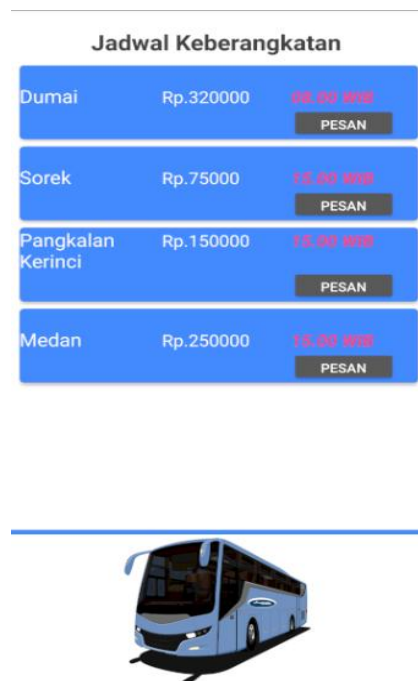 Jadwal Keberangkatan
Dumai Rp.320000 08.00 WIB
PESAN
Sorek Rp.75000 15.00 WIB
PESAN
Pangkalan Rp.150000 15.00 WIB
Kerinci
PESAN
Medan Rp.250000 15.00 WIB
PESAN